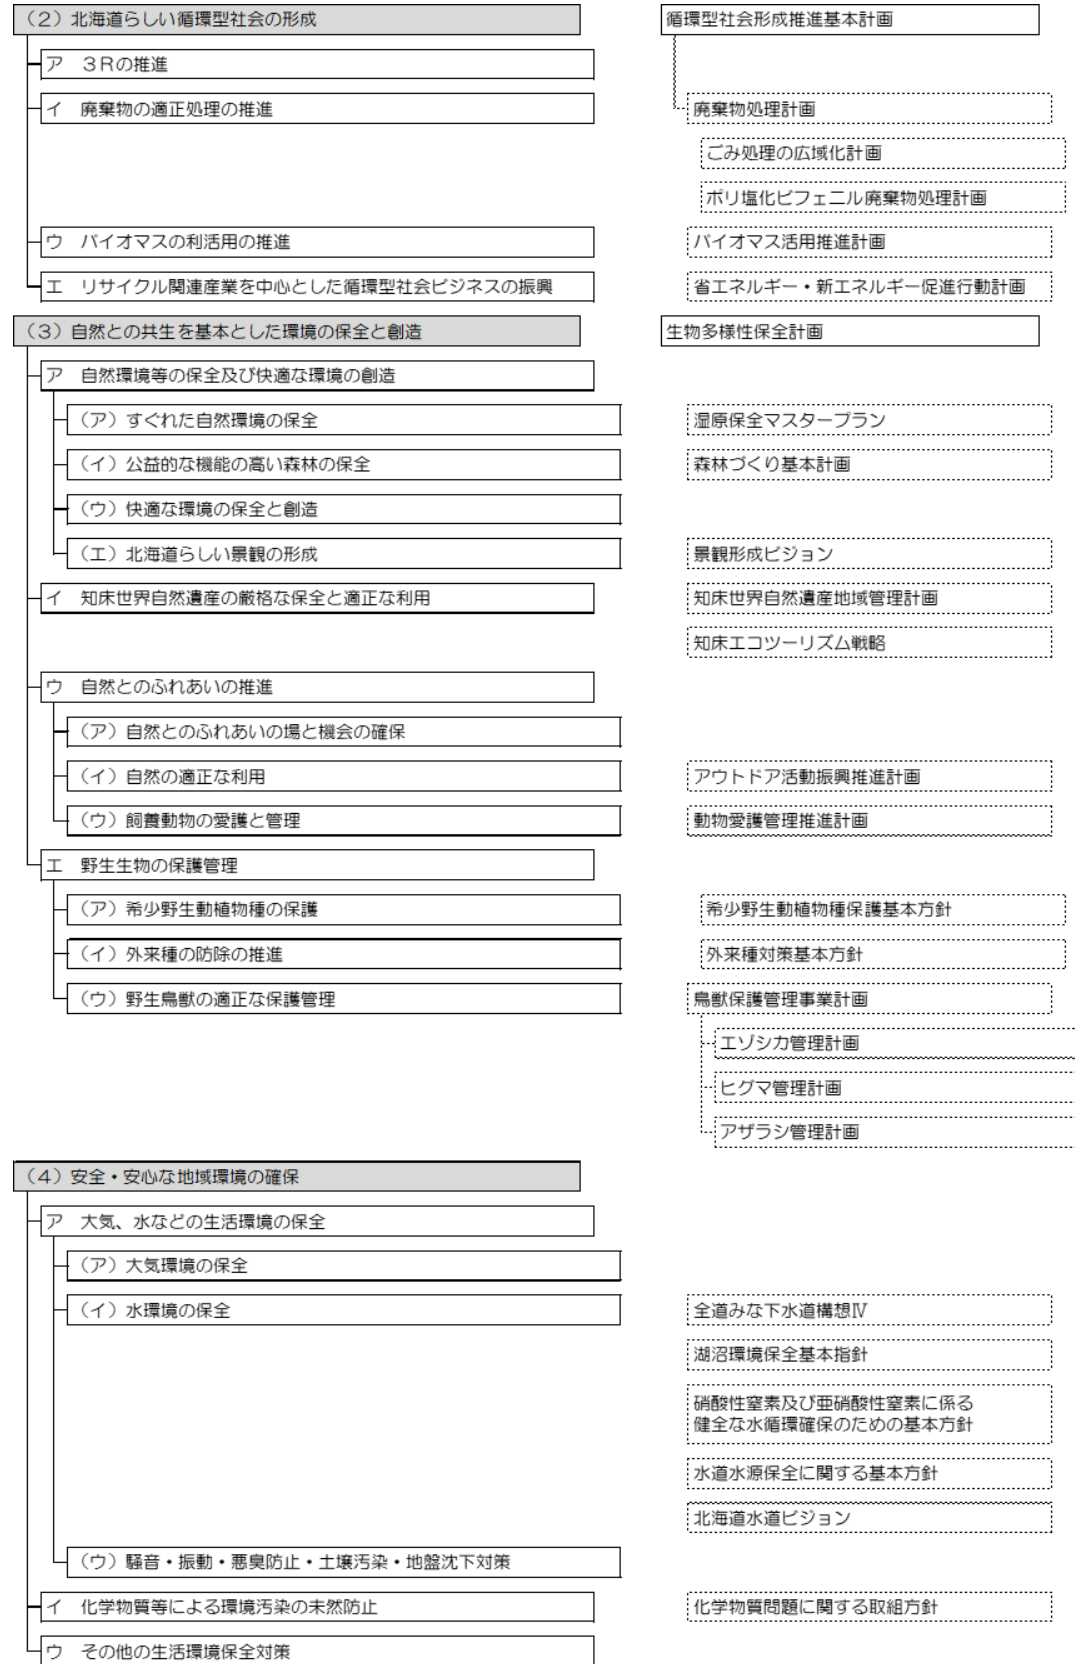 （2）北海道らしい循環型社会の形成
循環型社会形成推進基本計画
ア　3Rの推進
イ　廃棄物の適正処理の推進
廃棄物処理計画
ごみ処理の広域化計画
ポリ塩化ビフェニル廃棄物処理計画
ウ　バイオマスの利活用の推進
バイオマス活用推進計画
エ　リサイクル関連産業を中心とした循環型社会ビジネスの振興
省エネルギー・新エネルギー促進行動計画
（3）自然との共生を基本とした環境の保全と創造
生物多様性保全計画
ア　自然環境等の保全及び快適な環境の創造
（ア）すぐれた自然環境の保全
湿原保全マスタープラン
（イ）公益的な機能の高い森林の保全
森林づくり基本計画
（ウ）快適な環境の保全と創造
（エ）北海道らしい景観の形成
景観形成ビジョン
イ　知床世界自然遺産の厳格な保全と適正な利用
知床世界自然遺産地域管理計画
知床エコツーリズム戦略
ウ　自然とのふれあいの推進
（ア）自然とのふれあいの場と機会の確保
（イ）自然の適正な利用
アウトドア活動振興推進計画
（ウ）飼養動物の愛護と管理
動物愛護管理推進計画
エ　野生生物の保護管理
（ア）希少野生動植物種の保護
希少野生動植物種保護基本方針
（イ）外来種の防除の推進
外来種対策基本方針
（ウ）野生鳥獣の適正な保護管理
鳥獣保護管理事業計画
エゾシカ管理計画
ヒグマ管理計画
アザラシ管理計画
（4）安全・安心な地域環境の確保
ア　大気、水などの生活環境の保全
（ア）大気環境の保全
（イ）水環境の保全
全道みな下水道構想Ⅳ
湖沼環境保全基本指針
硝酸性窒素及び亜硝酸性窒素に係る
健全な水循環確保のための基本方針
水道水源保全に関する基本方針
北海道水道ビジョン
（ウ）騒音・振動・悪臭防止・土壌汚染・地盤沈下対策
イ　化学物質等による環境汚染の未然防止
化学物質問題に関する取組方針
ウ　その他の生活環境保全対策